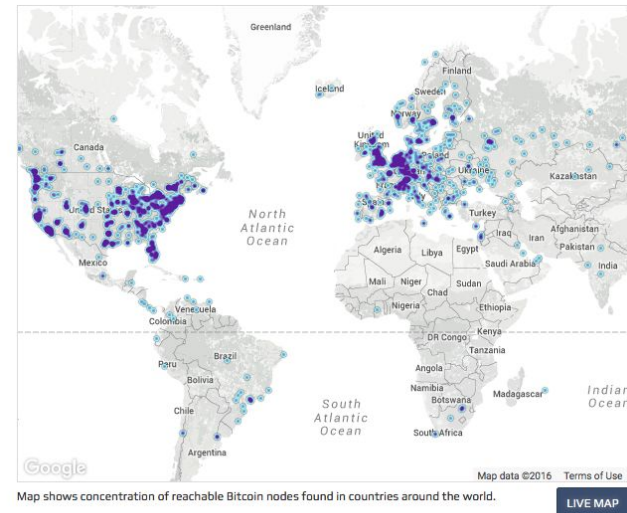 Greenland
Iceland
Finland
Sweden
Norway
United
Kingdom
Poland
Ukraine
Kazakhstan
Canada
United States
North
Atlantic
Ocean
Spain
Turkey
Mexico
Algeria
Libya
Egypt
Iraq
Iran
Afghanistan
Pakistan
Saudi Arabia
India
Mali
Niger
Chad
Sudan
Nigeria
Ethiopia
Venezuela
Colombia
DR Congo
Kenya
Tanzania
Brazil
Peru
Bolivia
Angola
Namibia
Botswana
Madagascar
Chile
South
Atlantic
Ocean
Indian
Ocean
South Africa
Argentina
Google
Map data ©2016 Terms of Use
Map shows concentration of reachable Bitcoin nodes found in countries around the world.
LIVE MAP